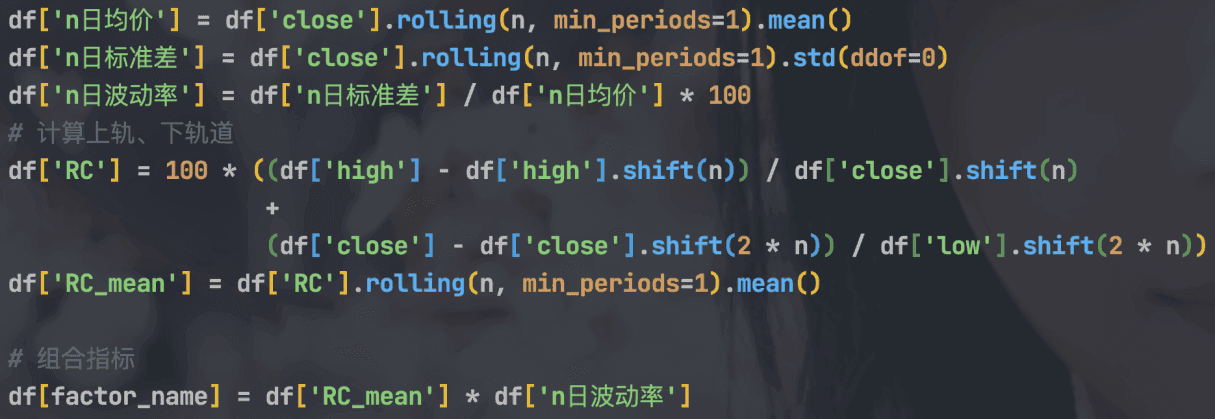 df['n日均价'] = df['close'].rolling(n, min_periods=1).mean()
df['n日标准差'] = df['close'].rolling(n, min_periods=1).std(ddof=0)
df['n日波动率'] = df['n日标准差'] / df['n日均价'] * 100
# 计算上轨、下轨道
df['RC'] = 100 * ((df['high'] - df['high'].shift(n)) / df['close'].shift(n)
+
(df['close'] - df['close'].shift(2 * n)) / df['low'].shift(2 * n))
df['RC_mean'] = df['RC'].rolling(n, min_periods=1).mean()
# 组合指标
df[factor_name] = df['RC_mean'] * df['n日波动率']